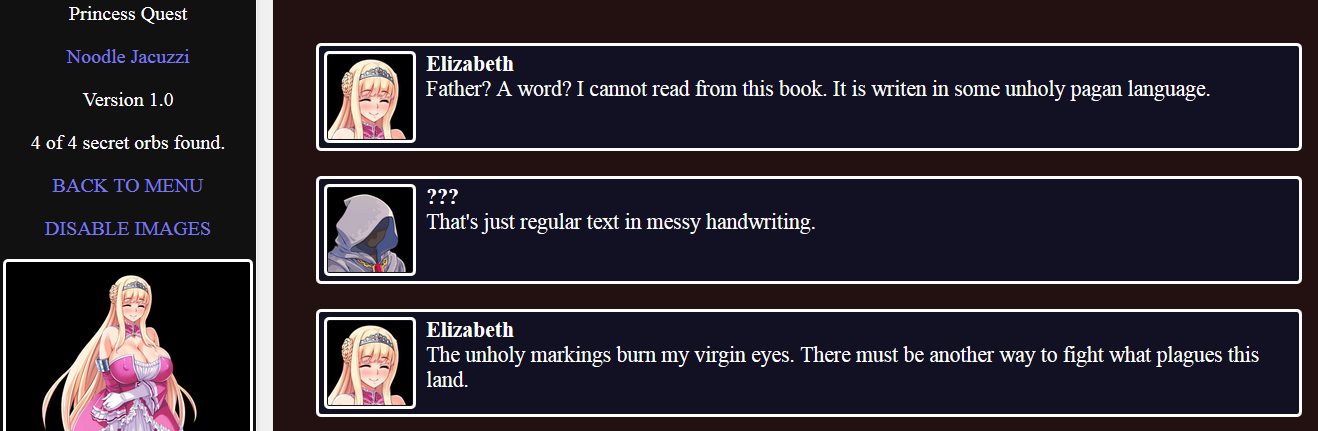 Princess Quest
Noodle Jacuzzi
Version 1.0
4 of 4 secret orbs found.
BACK TO MENU
DISABLE IMAGES
Elizabeth
Father? A word? I cannot read from this book. It is writen in some unholy pagan language.
???
That's just regular text in messy handwriting.
Elizabeth
The unholy markings burn my virgin eyes. There must be another way to fight what plagues this
land.